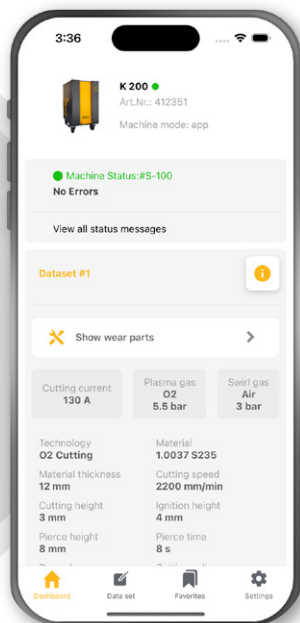 3:36
K 200
Art.Nr.: 412351
Machine mode: app
Machine Status:#S-100
No Errors
View all status messages
Dataset #1
Show wear parts
Cutting current
130 A
Plasma gas
O2
5.5 bar
Swirl gas
Air
3 bar
Technology
O2 Cutting
Material
1.0037 S235
Material thickness
12 mm
Cutting speed
2200 mm/min
Cutting height
3 mm
Ignition height
4 mm
Pierce height
8 mm
Pierce time
8 s
Dashboard
Data set
Favorites
Settings